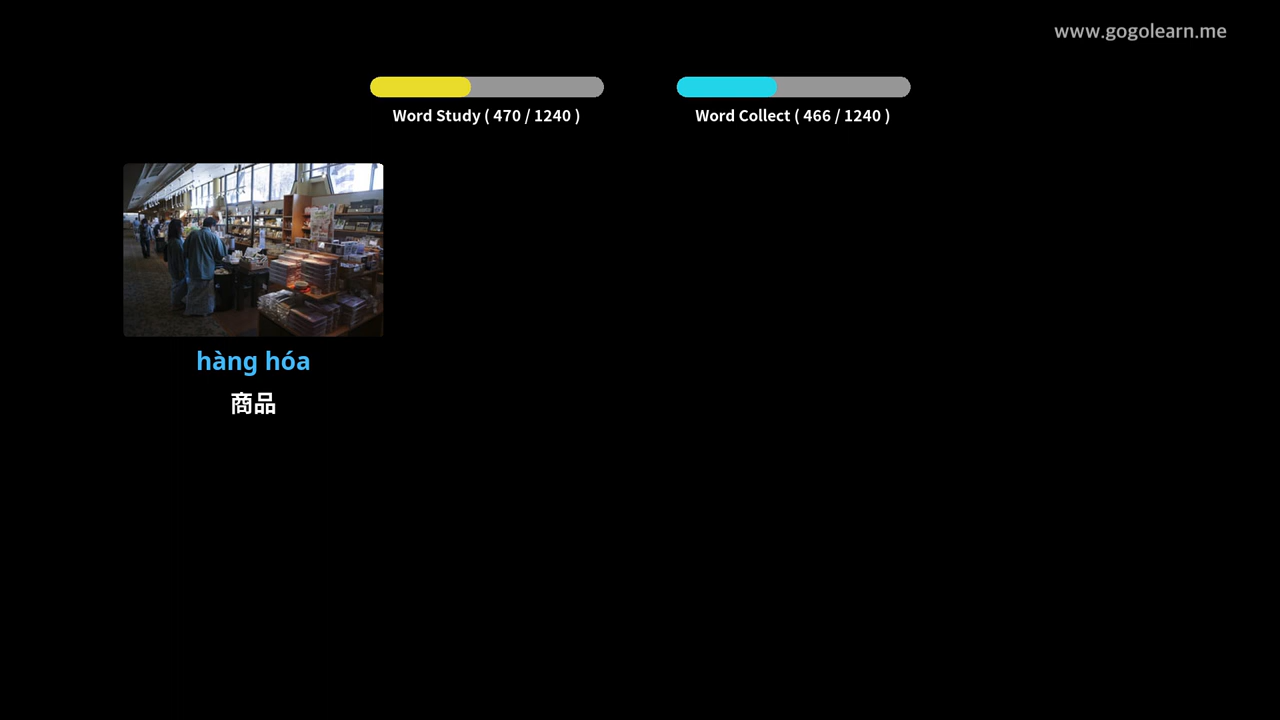 www.gogolearn.me
Word Study ( 470 / 1240 )
Word Collect ( 466 / 1240 )
hàng hóa
商品